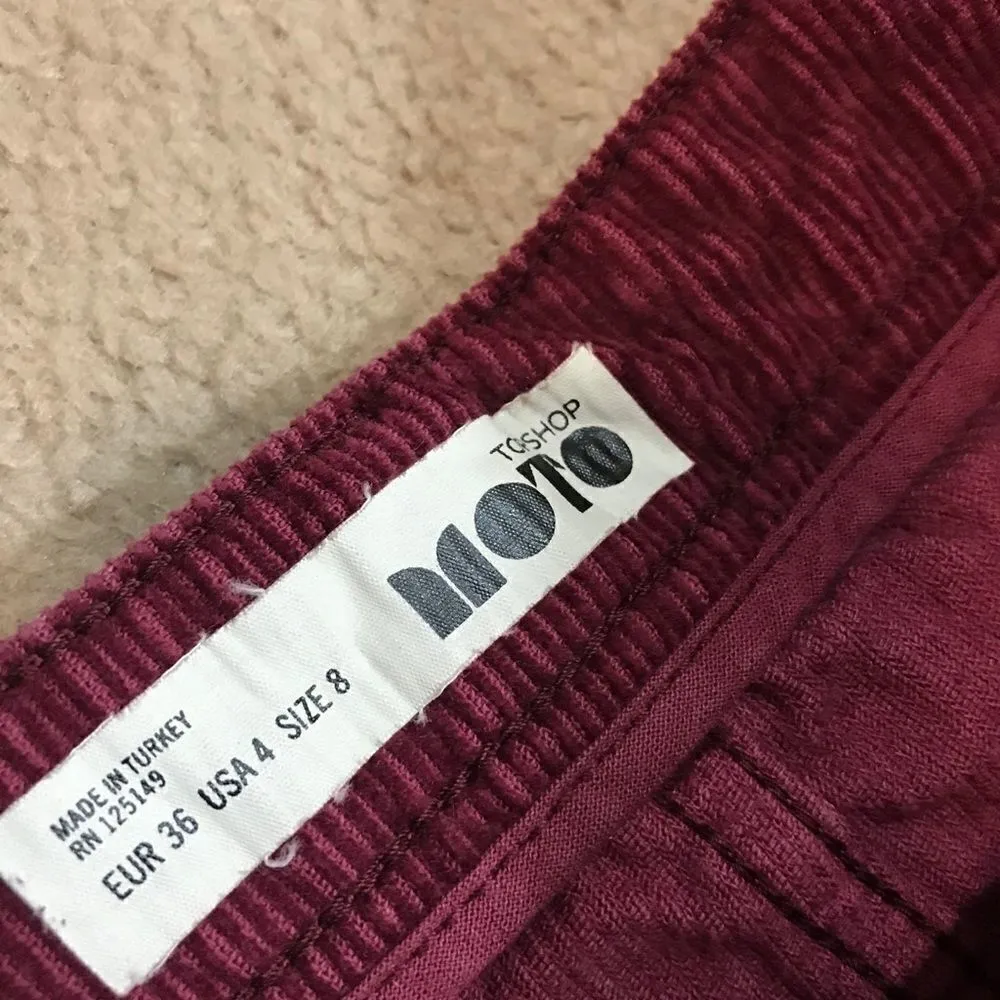 TOPSHOP
MOTO
MADE IN TURKEY
RN 125149
EUR 36 USA 4 SIZE 8